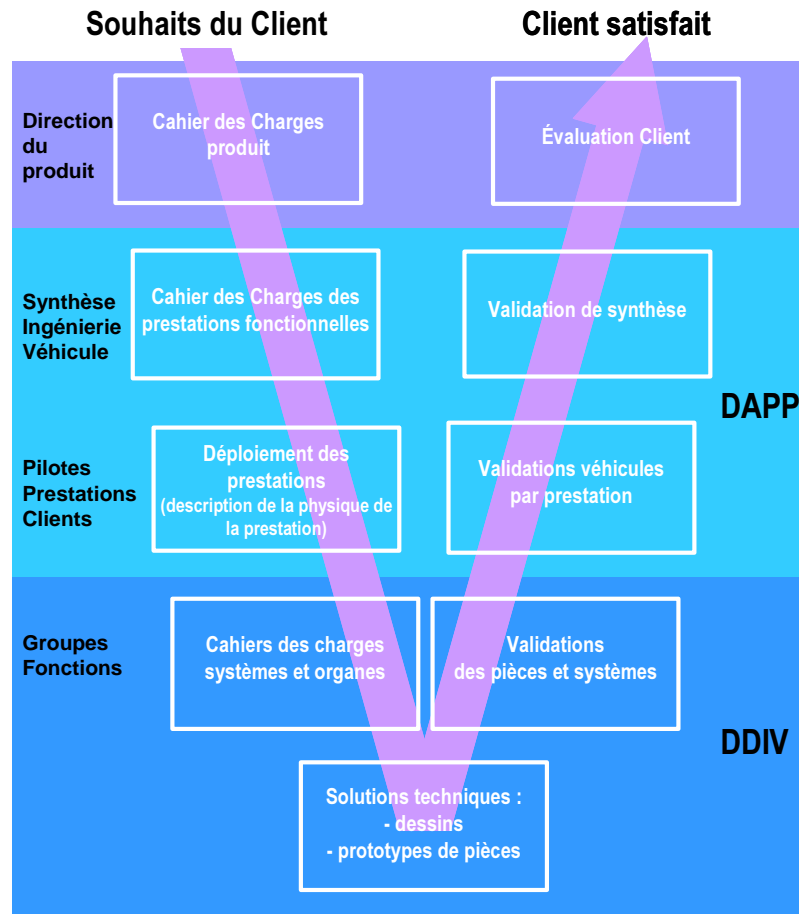 Souhaits du Client
Client satisfait
Direction
du
produit
Cahier des Charges
produit
Évaluation Client
Synthèse
Ingénierie
Véhicule
Cahier des Charges des
prestations fonctionnelles
Validation de synthèse
DAPP
Pilotes
Prestations
Clients
Déploiement des
prestations
(description de la physique de
la prestation)
Validations véhicules
par prestation
Groupes
Fonctions
Cahiers des charges
systèmes et organes
Validations
des pièces et systèmes
DDIV
Solutions techniques :
- dessins
- prototypes de pièces